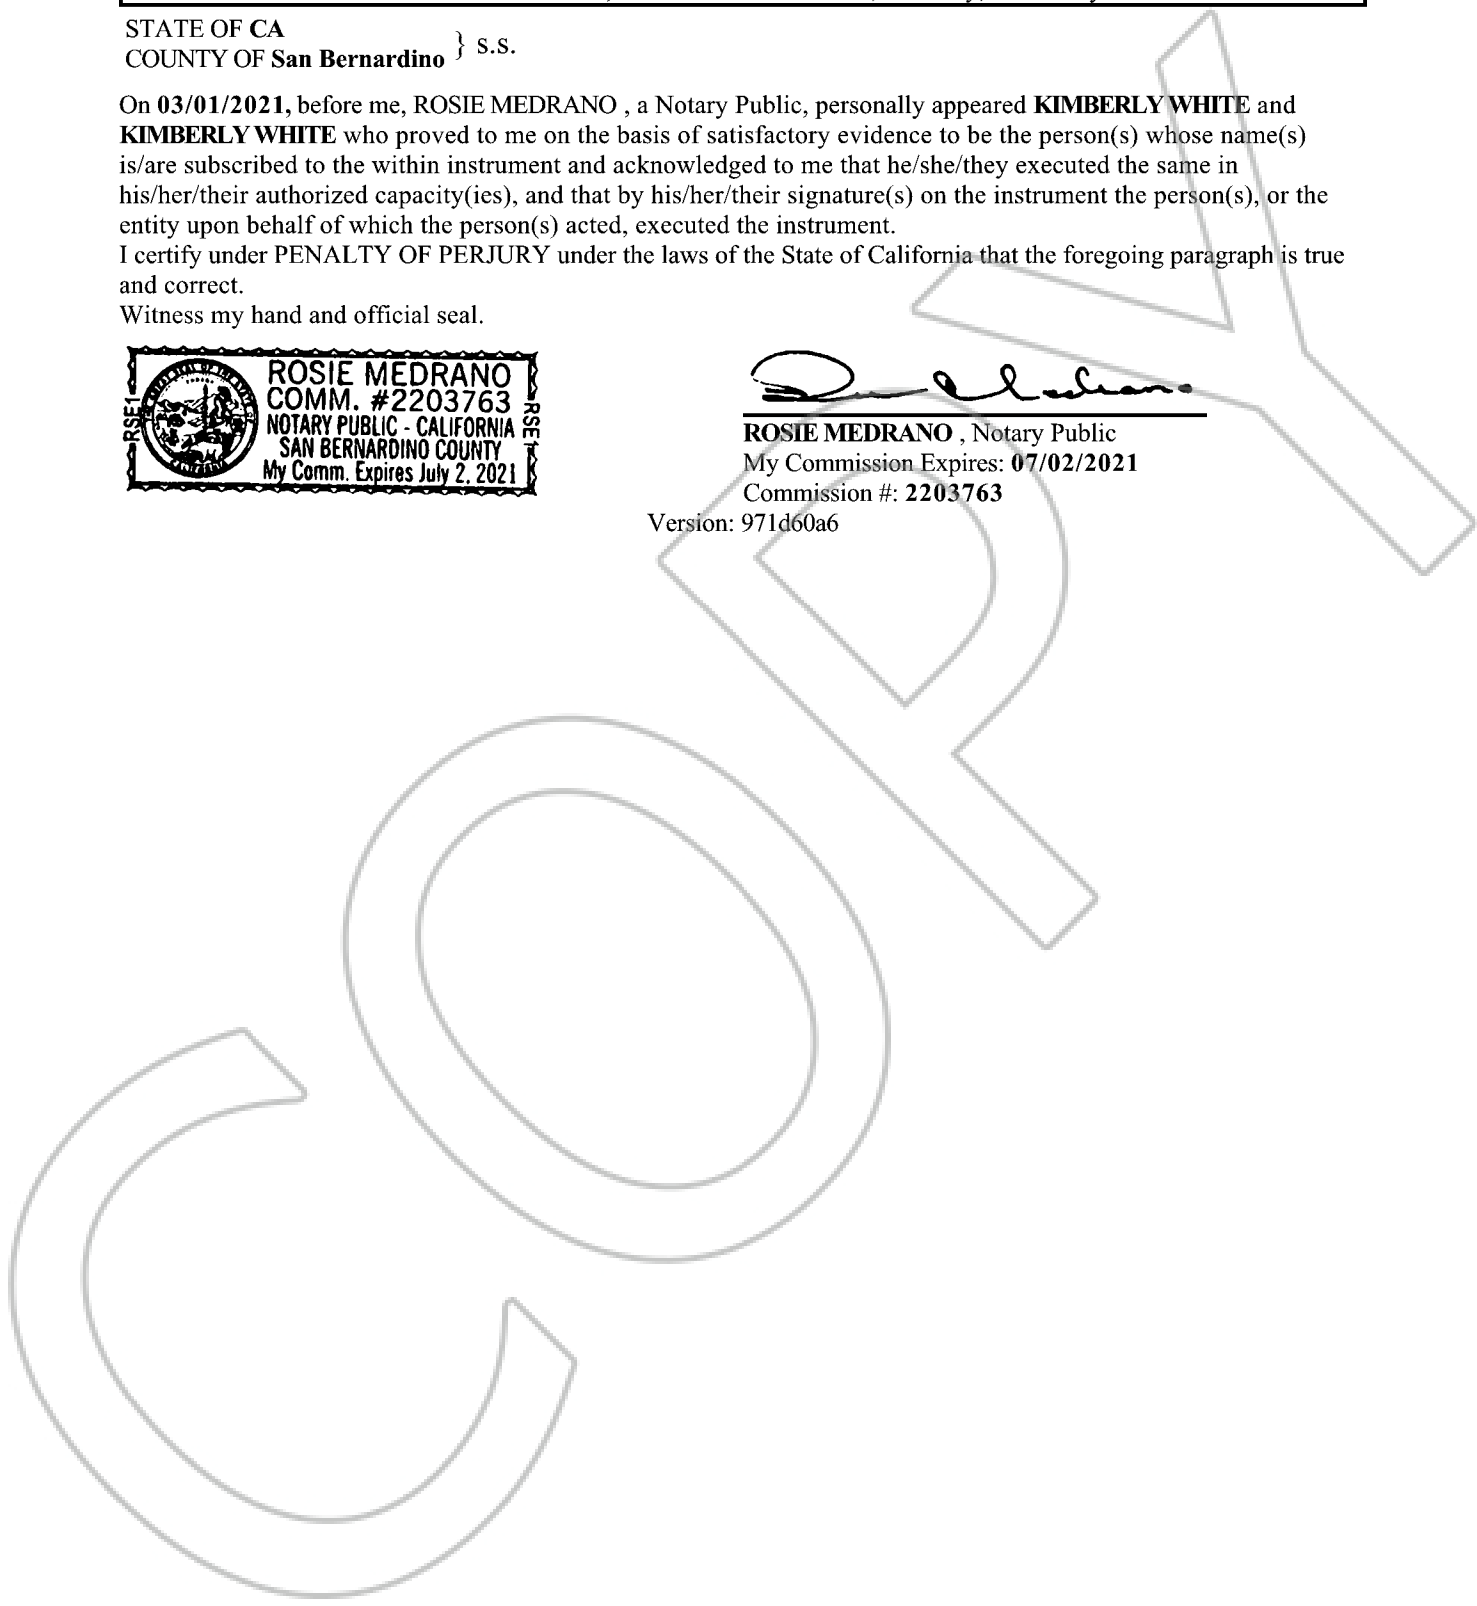 STATE OF CA
COUNTY OF San Bernardino } s.s.
On 03/01/2021, before me, ROSIE MEDRANO , a Notary Public, personally appeared KIMBERLY WHITE and
KIMBERLY WHITE who proved to me on the basis of satisfactory evidence to be the person(s) whose name(s)
is/are subscribed to the within instrument and acknowledged to me that he/she/they executed the same in
his/her/their authorized capacity(ies), and that by his/her/their signature(s) on the instrument the person(s), or the
entity upon behalf of which the person(s) acted, executed the instrument.
I certify under PENALTY OF PERJURY under the laws of the State of California that the foregoing paragraph is true
and correct.
Witness my hand and official seal.
RSE1
ROSIE MEDRANO
COMM. #2203763
NOTARY PUBLIC - CALIFORNIA
SAN BERNARDINO COUNTY
My Comm. Expires July 2, 2021
RSE1
ROSIE MEDRANO , Notary Public
My Commission Expires: 07/02/2021
Commission #: 2203763
Version: 971d60a6
COPY